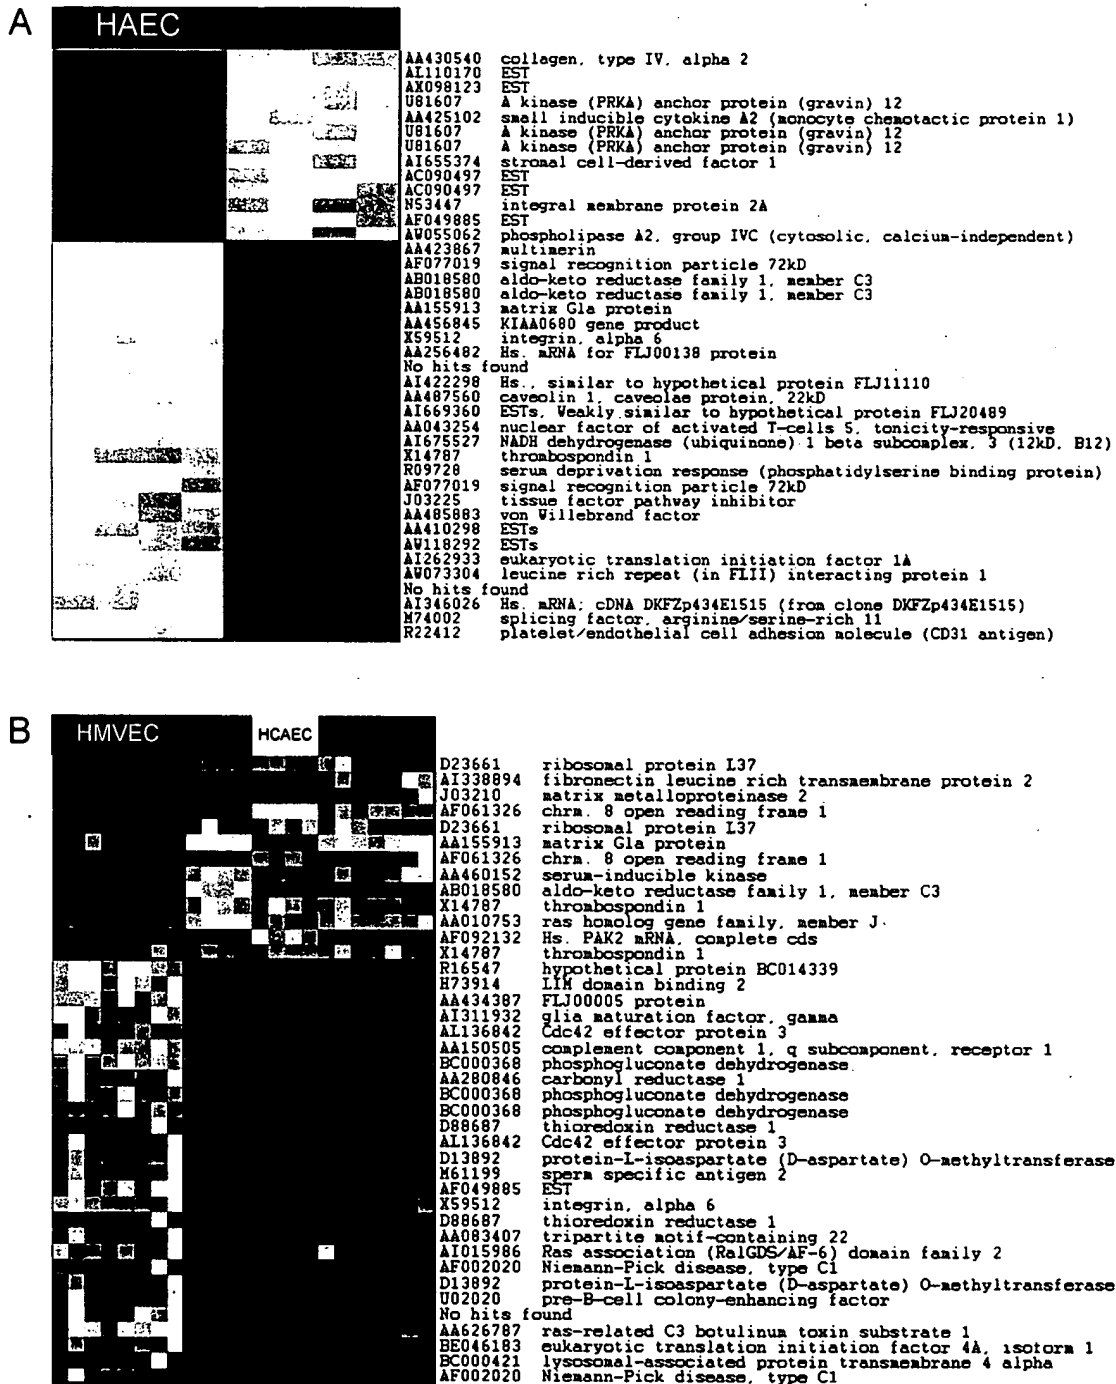 A
HAEC
AA430540 collagen, type IV, alpha 2
AL110170 EST
AX098123 EST
U81607 A kinase (PRKA) anchor protein (gravin) 12
AA425102 small inducible cytokine A2 (monocyte chemotactic protein 1)
U81607 A kinase (PRKA) anchor protein (gravin) 12
U81607 A kinase (PRKA) anchor protein (gravin) 12
AI655374 stromal cell-derived factor 1
AC090497 EST
AC090497 EST
N53447 integral membrane protein 2A
AF049885 EST
AW055062 phospholipase A2, group IVC (cytosolic, calcium-independent)
AA423867 multimerin
AF077019 signal recognition particle 72kD
AB018580 aldo-keto reductase family 1, member C3
AB018580 aldo-keto reductase family 1, member C3
AA155913 matrix Gla protein
AA456845 KIAA0680 gene product
X59512 integrin, alpha 6
AA256482 Hs. mRNA for FLJ00138 protein
No hits found
AI422298 Hs., similar to hypothetical protein FLJ11110
AA487560 caveolin 1, caveolae protein, 22kD
AI669360 ESTs, Weakly similar to hypothetical protein FLJ20489
AA043254 nuclear factor of activated T-cells 5, tonicity-responsive
AI675527 NADH dehydrogenase (ubiquinone) 1 beta subcomplex, 3 (12kD, B12)
X14787 thrombospondin 1
R09728 serum deprivation response (phosphatidylserine binding protein)
AF077019 signal recognition particle 72kD
J03225 tissue factor pathway inhibitor
AA485883 von Willebrand factor
AA410298 ESTs
AW118292 ESTs
AI262933 eukaryotic translation initiation factor 1A
AW073304 leucine rich repeat (in FLII) interacting protein 1
No hits found
AI346026 Hs. mRNA; cDNA DKFZp434E1515 (from clone DKFZp434E1515)
M74002 splicing factor, arginine/serine-rich 11
R22412 platelet/endothelial cell adhesion molecule (CD31 antigen)
B
HMVEC HCAEC
D23661 ribosomal protein L37
AI338894 fibronectin leucine rich transmembrane protein 2
J03210 matrix metalloproteinase 2
AF061326 chrm. 8 open reading frame 1
D23661 ribosomal protein L37
AA155913 matrix Gla protein
AF061326 chrm. 8 open reading frame 1
AA460152 serum-inducible kinase
AB018580 aldo-keto reductase family 1, member C3
X14787 thrombospondin 1
AA010753 ras homolog gene family, member J
AF092132 Hs. PAK2 mRNA, complete cds
X14787 thrombospondin 1
R16547 hypothetical protein BC014339
H73914 LIM domain binding 2
AA434387 FLJ00005 protein
AI311932 glia maturation factor, gamma
AL136842 Cdc42 effector protein 3
AA150505 complement component 1, q subcomponent, receptor 1
BC000368 phosphogluconate dehydrogenase
AA280846 carbonyl reductase 1
BC000368 phosphogluconate dehydrogenase
BC000368 phosphogluconate dehydrogenase
D88687 thioredoxin reductase 1
AL136842 Cdc42 effector protein 3
D13892 protein-L-isoaspartate (D-aspartate) O-methyltransferase
M61199 sperm specific antigen 2
AF049885 EST
X59512 integrin, alpha 6
D88687 thioredoxin reductase 1
AA083407 tripartite motif-containing 22
AI015986 Ras association (RalGDS/AF-6) domain family 2
AF002020 Niemann-Pick disease, type C1
D13892 protein-L-isoaspartate (D-aspartate) O-methyltransferase
U02020 pre-B-cell colony-enhancing factor
No hits found
AA626787 ras-related C3 botulinum toxin substrate 1
BE046183 eukaryotic translation initiation factor 4A, isoform 1
BC000421 lysosomal-associated protein transmembrane 4 alpha
AF002020 Niemann-Pick disease, type C1